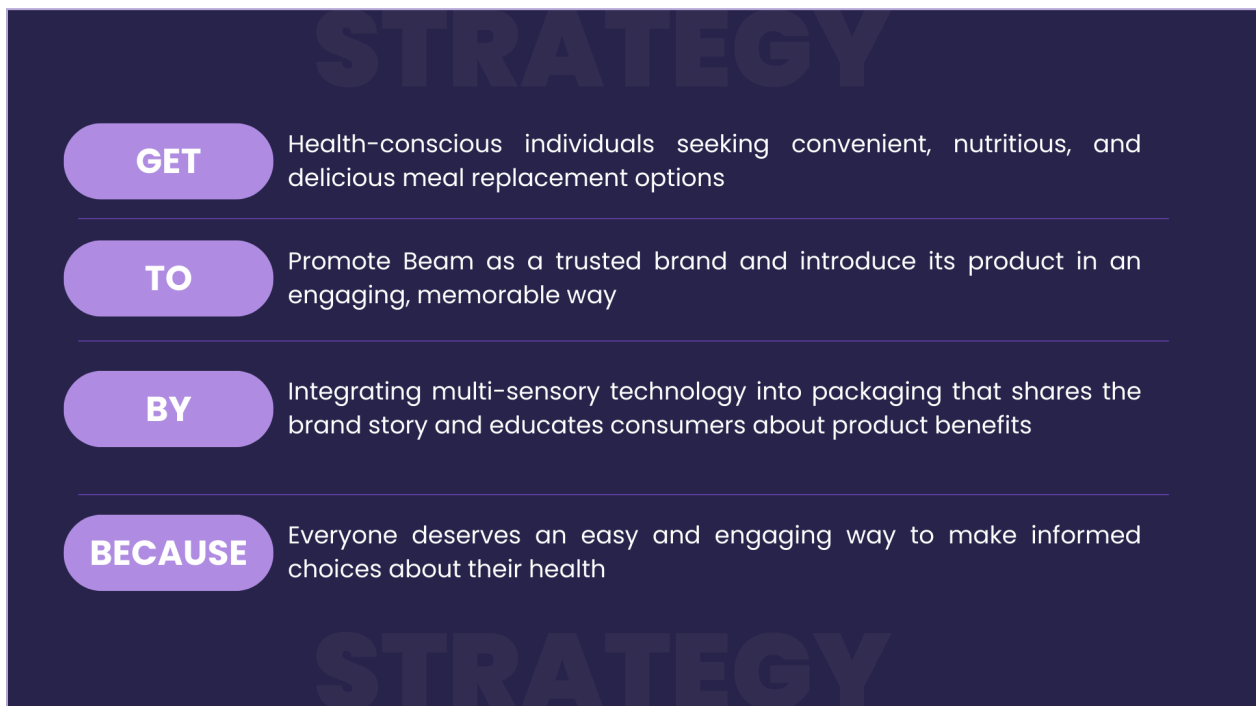 STRATEGY
GET
Health-conscious individuals seeking convenient, nutritious, and
delicious meal replacement options
TO
Promote Beam as a trusted brand and introduce its product in an
engaging, memorable way
BY
Integrating multi-sensory technology into packaging that shares the
brand story and educates consumers about product benefits
BECAUSE
Everyone deserves an easy and engaging way to make informed
choices about their health
STRATEGY